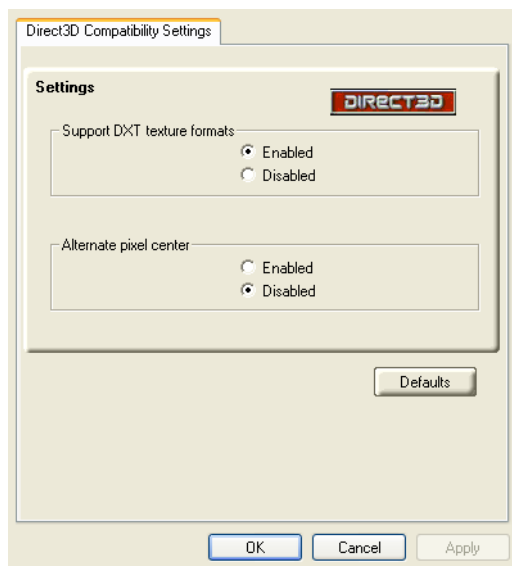 Direct3D Compatibility Settings
Settings
DIRECT3D
Support DXT texture formats
Enabled
Disabled
Alternate pixel center
Enabled
Disabled
Defaults
OK Cancel Apply